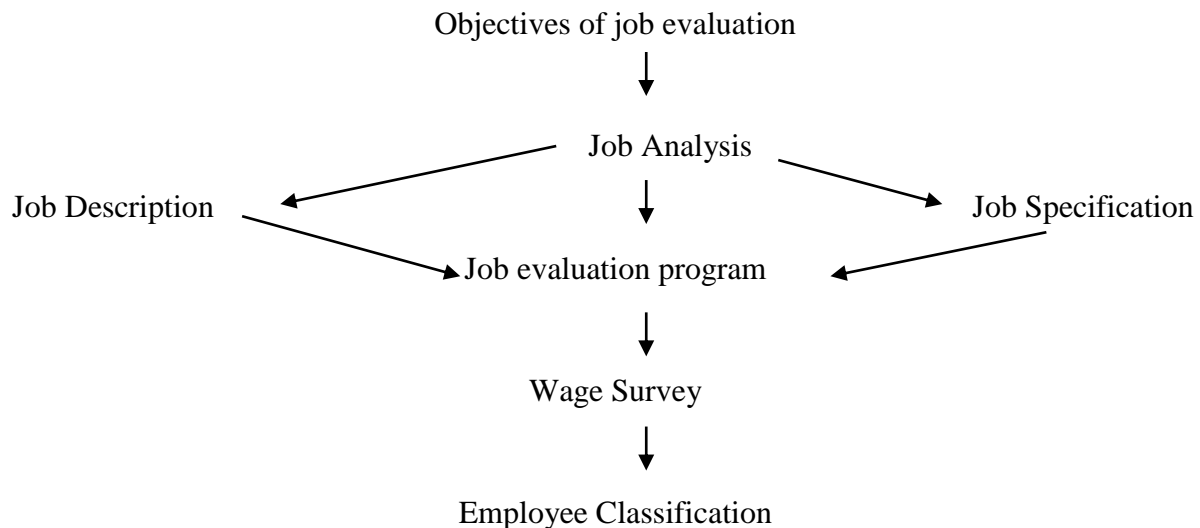 Objectives of job evaluation
Job Analysis
Job Description
Job Specification
Job evaluation program
Wage Survey
Employee Classification